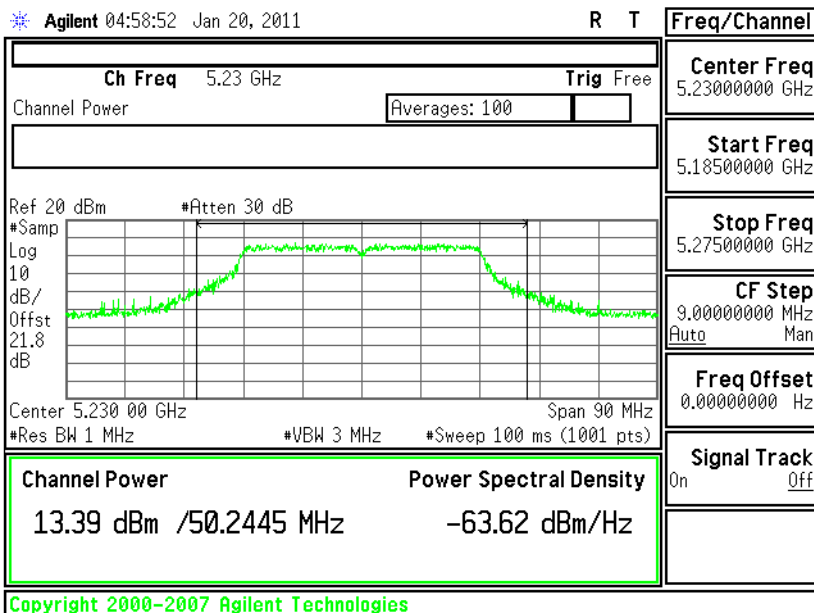 Agilent 04:58:52 Jan 20, 2011 R T
Freq/Channel
Ch Freq 5.23 GHz Trig Free
Channel Power Averages: 100
Ref 20 dBm #Atten 30 dB
#Samp
Log
10
dB/
Offst
21.8
dB
Center 5.230 00 GHz Span 90 MHz
#Res BW 1 MHz #VBW 3 MHz #Sweep 100 ms (1001 pts)
Channel Power Power Spectral Density
13.39 dBm /50.2445 MHz -63.62 dBm/Hz
Center Freq
5.23000000 GHz
Start Freq
5.18500000 GHz
Stop Freq
5.27500000 GHz
CF Step
9.00000000 MHz
Auto Man
Freq Offset
0.00000000 Hz
Signal Track
On Off
Copyright 2000-2007 Agilent Technologies